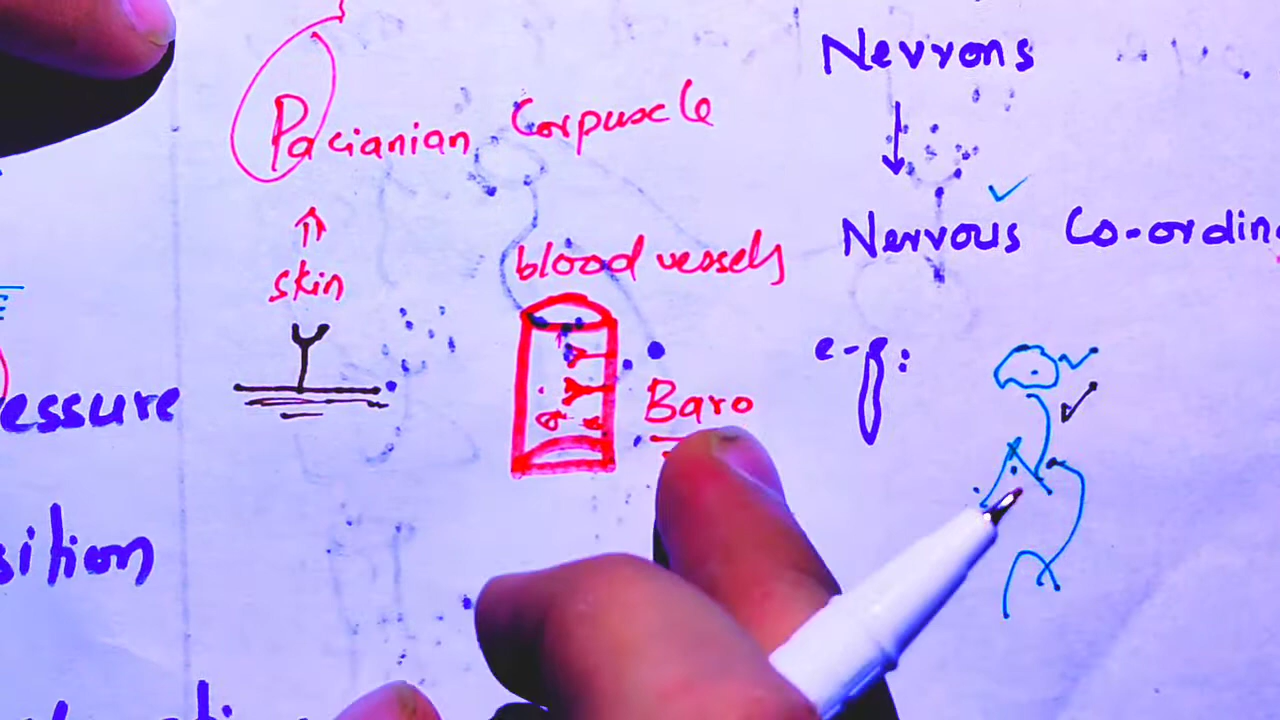 Pacianian Corpuscle
skin
blood vessels
Baro
essure
sition
Nevrons
Nervous Co-ordin
e-g: